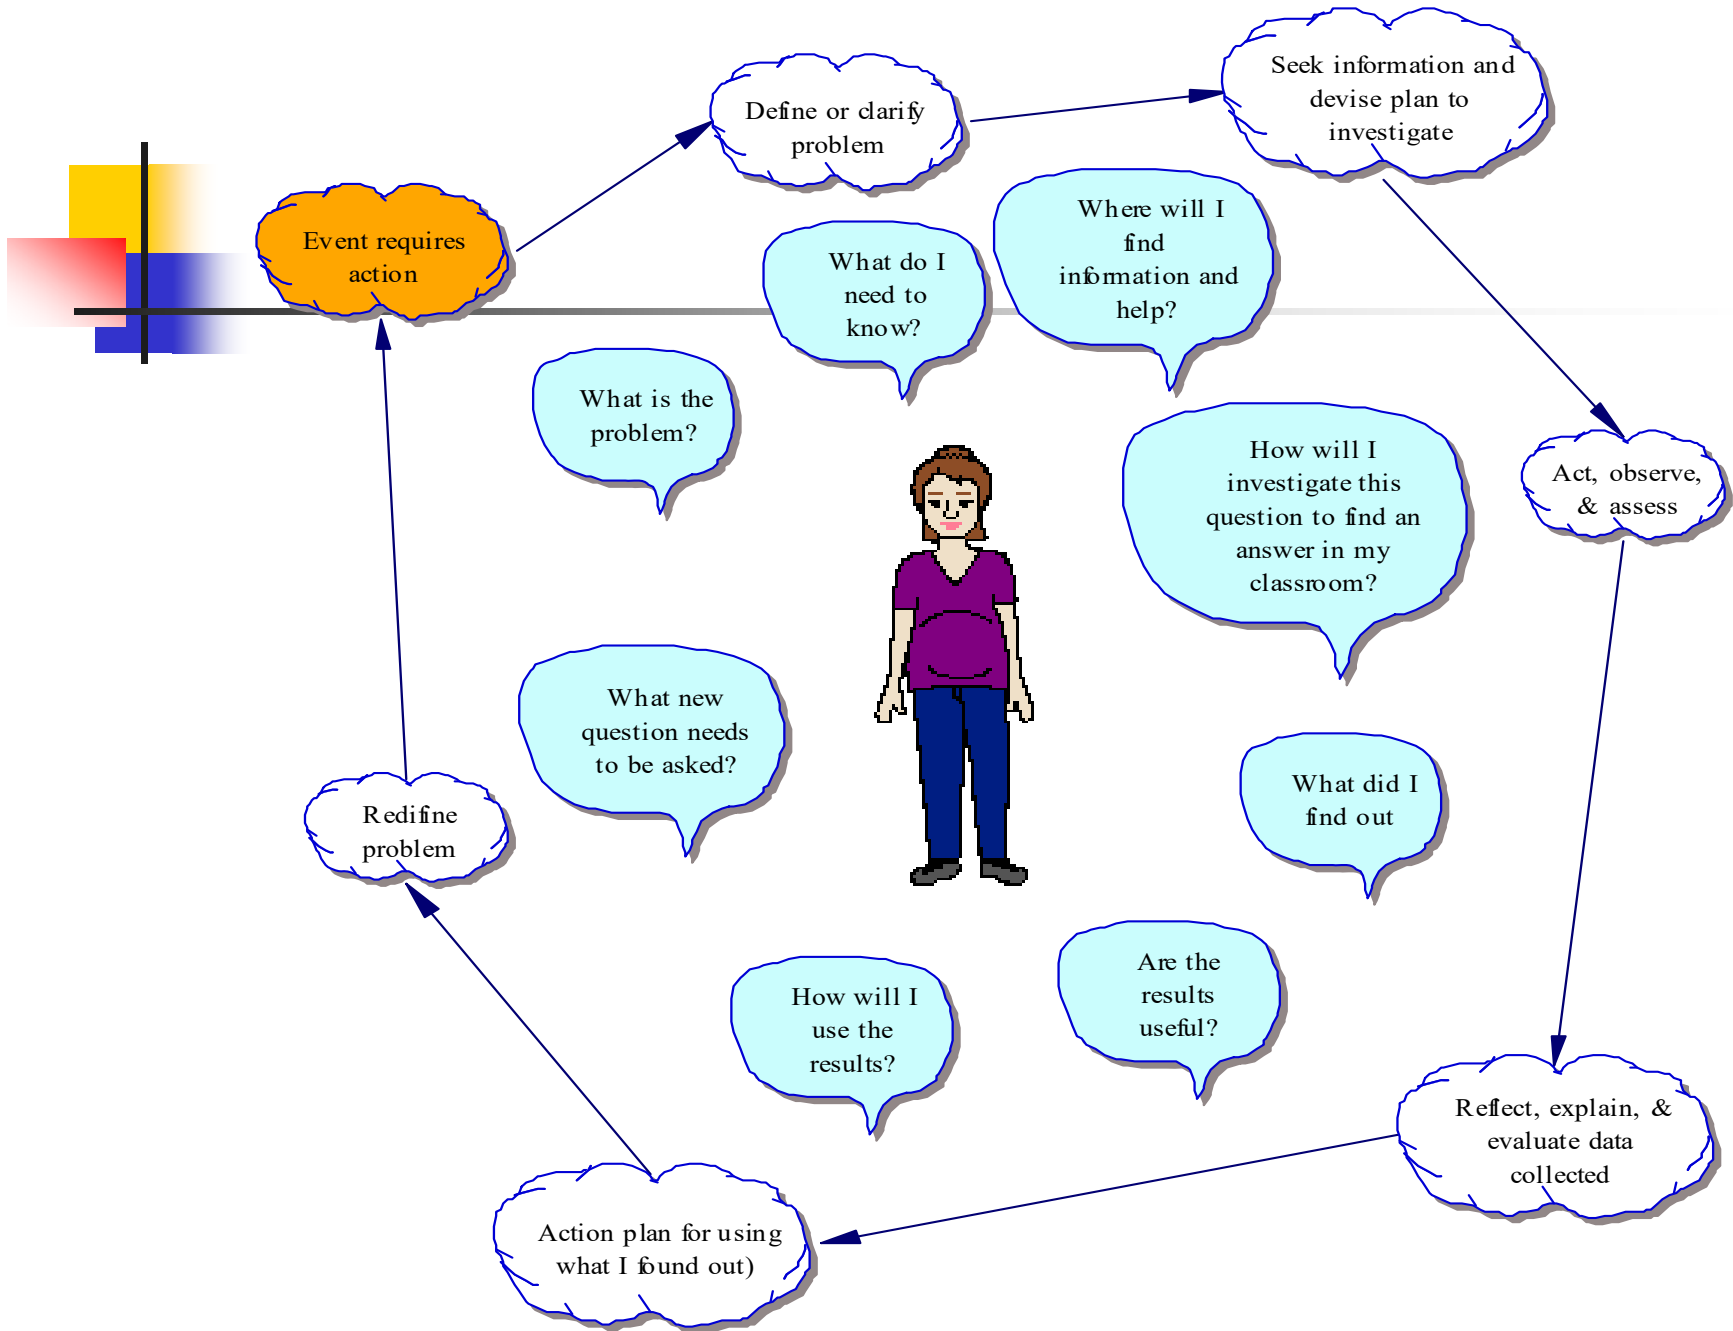 Event requires
action
Define or clarify
problem
Seek information and
devise plan to
investigate
Act, observe,
& assess
Reflect, explain, &
evaluate data
collected
Action plan for using
what I found out)
Redifine
problem
What is the
problem?
What do I
need to
know?
Where will I
find
information and
help?
How will I
investigate this
question to find an
answer in my
classroom?
What did I
find out
Are the
results
useful?
How will I
use the
results?
What new
question needs
to be asked?